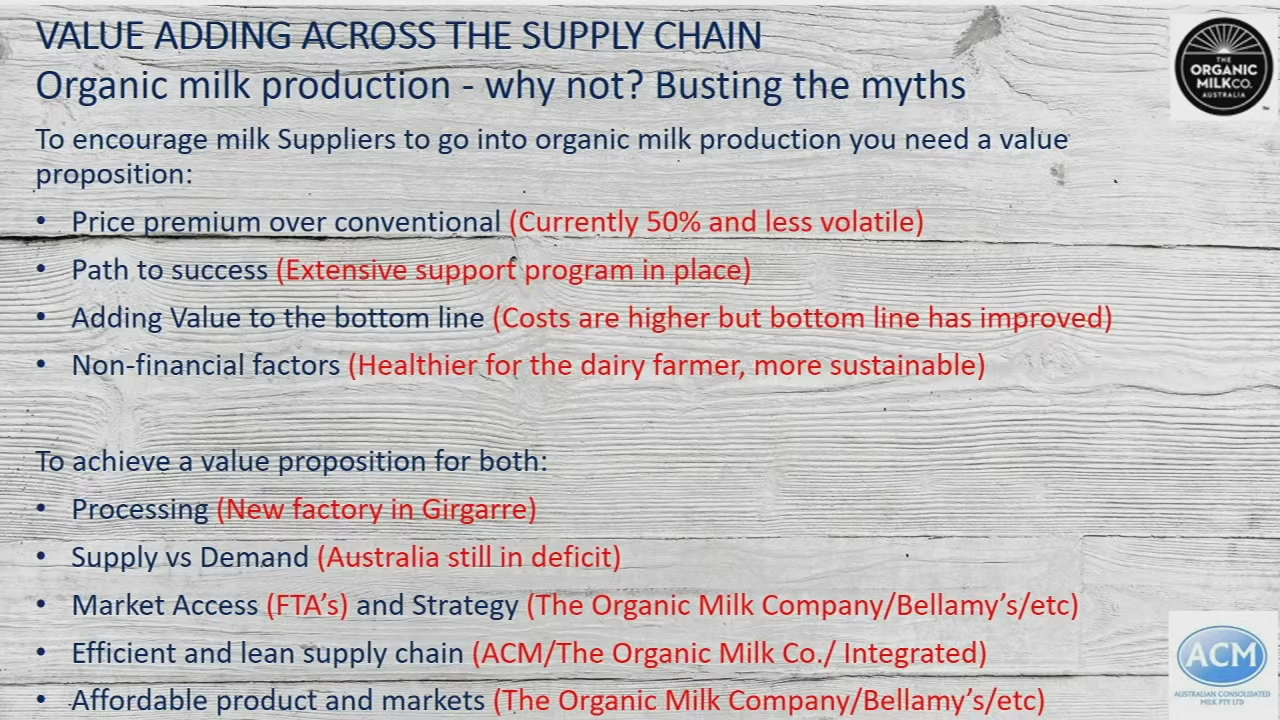 VALUE ADDING ACROSS THE SUPPLY CHAIN
Organic milk production - why not? Busting the myths
THE
ORGANIC
MILKCO.
AUSTRALIA
To encourage milk Suppliers to go into organic milk production you need a value
proposition:
• Price premium over conventional (Currently 50% and less volatile)
• Path to success (Extensive support program in place)
• Adding Value to the bottom line (Costs are higher but bottom line has improved)
• Non-financial factors (Healthier for the dairy farmer, more sustainable)
To achieve a value proposition for both:
• Processing (New factory in Girgarre)
• Supply vs Demand (Australia still in deficit)
• Market Access (FTA's) and Strategy (The Organic Milk Company/Bellamy's/etc)
• Efficient and lean supply chain (ACM/The Organic Milk Co./ Integrated)
• Affordable product and markets (The Organic Milk Company/Bellamy's/etc)
ACM
AUSTRALIAN CONSOLIDATED
MILK PTY LTD